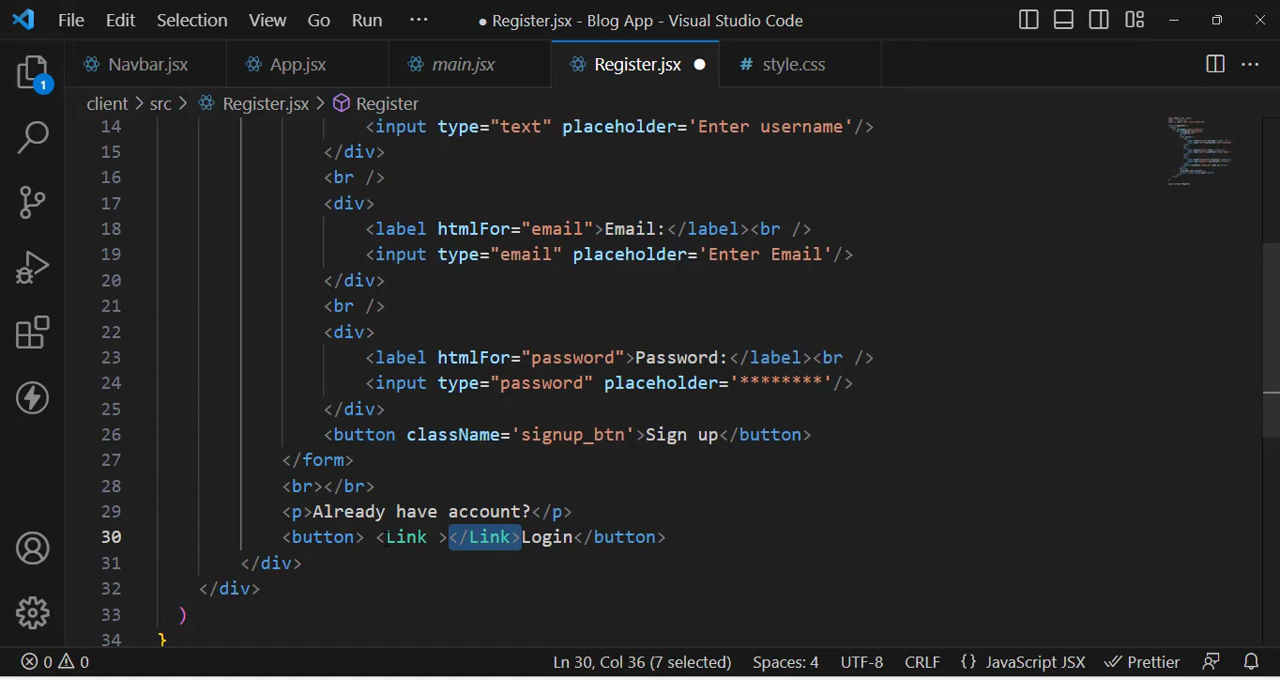 File Edit Selection View Go Run ··· ● Register.jsx - Blog App - Visual Studio Code
Navbar.jsx App.jsx main.jsx Register.jsx ● # style.css
1
client > src > Register.jsx > Register
14 <input type="text" placeholder='Enter username'/>
15 </div>
16 <br />
17 <div>
18 <label htmlFor="email">Email:</label><br />
19 <input type="email" placeholder='Enter Email'/>
20 </div>
21 <br />
22 <div>
23 <label htmlFor="password">Password:</label><br />
24 <input type="password" placeholder='********'/>
25 </div>
26 <button className='signup_btn'>Sign up</button>
27 </form>
28 <br></br>
29 <p>Already have account?</p>
30 <button> <Link ></Link>Login</button>
31 </div>
32 </div>
33 )
34 }
0 0 Ln 30, Col 36 (7 selected) Spaces: 4 UTF-8 CRLF {} JavaScript JSX Prettier